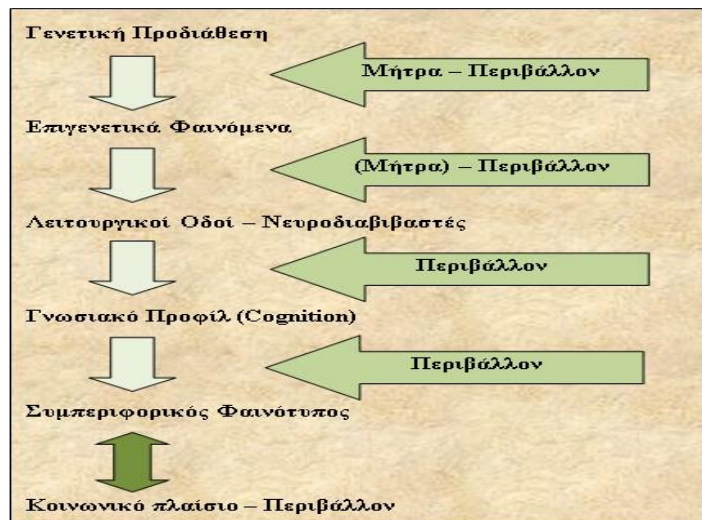 Γενετική Προδιάθεση
Μήτρα – Περιβάλλον
Επιγενετικά Φαινόμενα
(Μήτρα) – Περιβάλλον
Λειτουργικοί Οδοί – Νευροδιαβιβαστές
Περιβάλλον
Γνωσιακό Προφίλ (Cognition)
Περιβάλλον
Συμπεριφορικός Φαινότυπος
Κοινωνικό πλαίσιο – Περιβάλλον